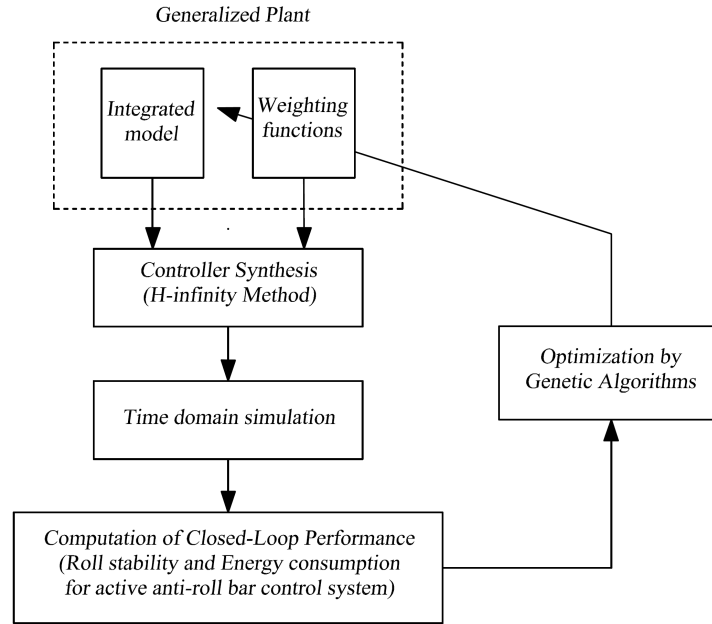 Generalized Plant
Integrated
model
Weighting
functions
Controller Synthesis
(H-infinity Method)
Optimization by
Genetic Algorithms
Time domain simulation
Computation of Closed-Loop Performance
(Roll stability and Energy consumption
for active anti-roll bar control system)